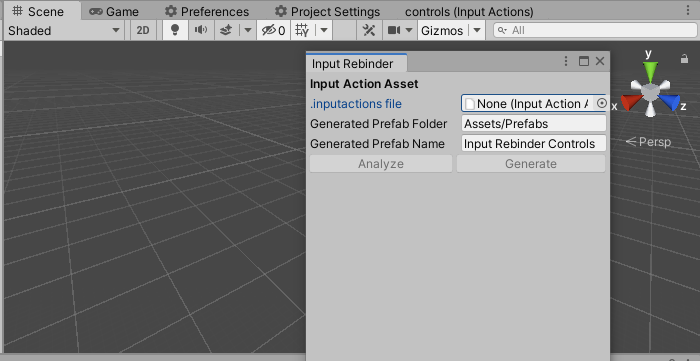 Scene Game Preferences Project Settings controls (Input Actions)
Shaded 2D 0 Gizmos All
Input Rebinder
Input Action Asset
.inputactions file None (Input Action A
Generated Prefab Folder Assets/Prefabs
Generated Prefab Name Input Rebinder Controls
Analyze Generate
y
x z
Persp